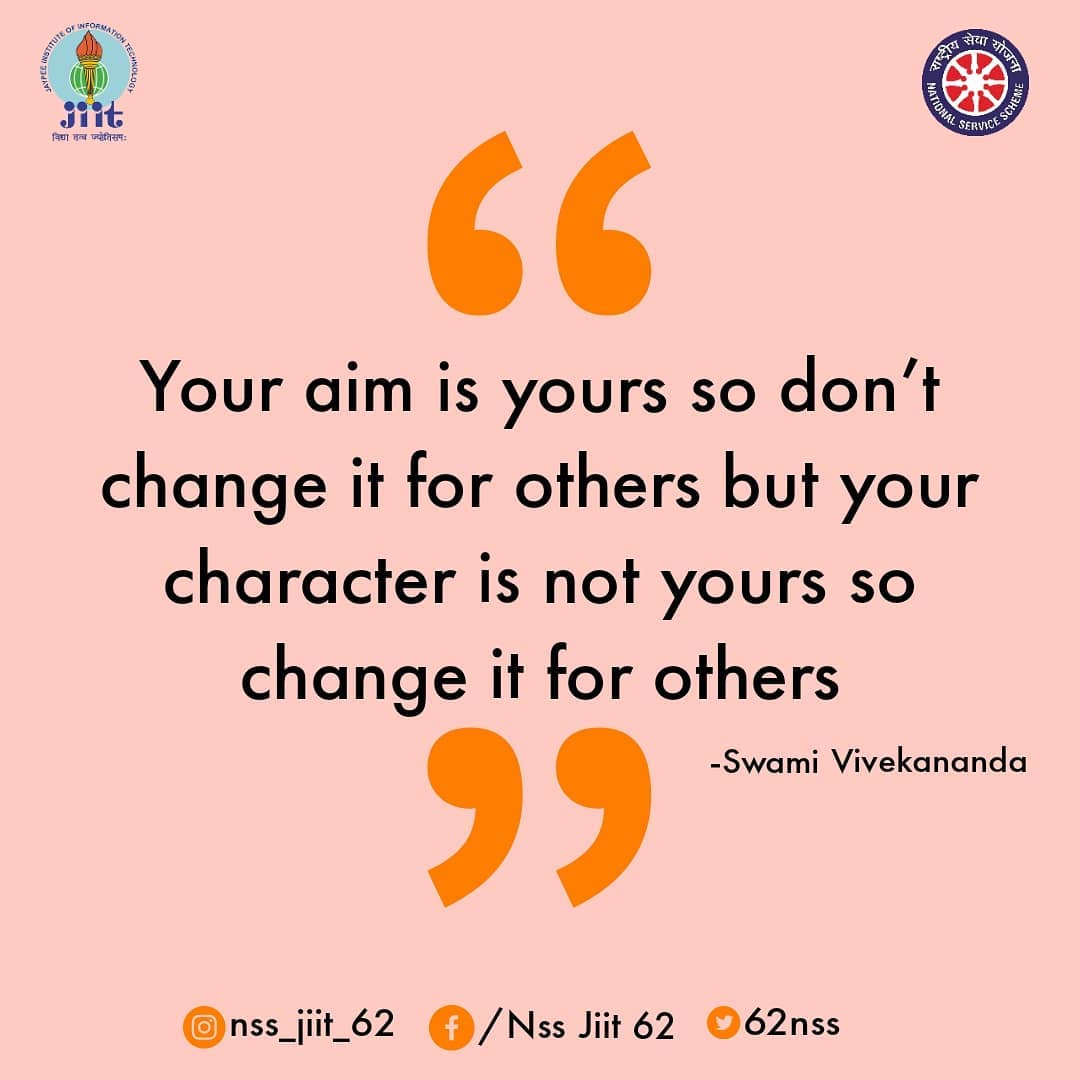 JAYPEE INSTITUTE OF INFORMATION TECHNOLOGY
jiit
विद्या तत्व ज्योतिसमः
राष्ट्रीय सेवा योजना
NATIONAL SERVICE SCHEME
“
Your aim is yours so don’t
change it for others but your
character is not yours so
change it for others
”
-Swami Vivekananda
nss_jiit_62
/Nss Jiit 62
62nss